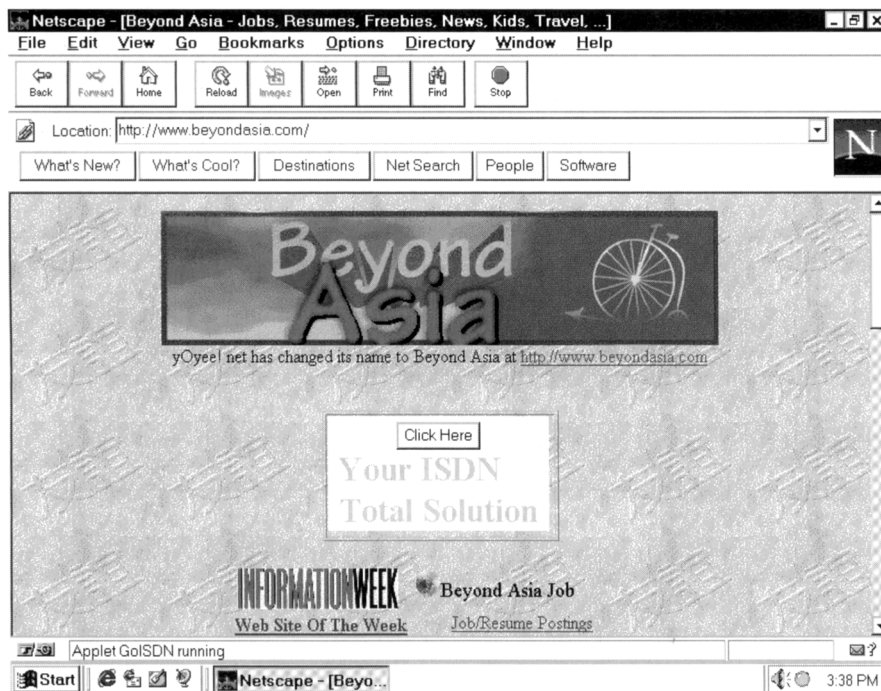 Netscape - [Beyond Asia - Jobs, Resumes, Freebies, News, Kids, Travel, ...]
File Edit View Go Bookmarks Options Directory Window Help
Back Forward Home Reload Images Open Print Find Stop
Location: http://www.beyondasia.com/
N
What's New? What's Cool? Destinations Net Search People Software
Beyond
Asia
yOyee! net has changed its name to Beyond Asia at http://www.beyondasia.com
Click Here
Your ISDN
Total Solution
INFORMATIONWEEK Beyond Asia Job
Web Site Of The Week Job/Resume Postings
Applet GoISDN running
Start Netscape - [Beyo... 3:38 PM